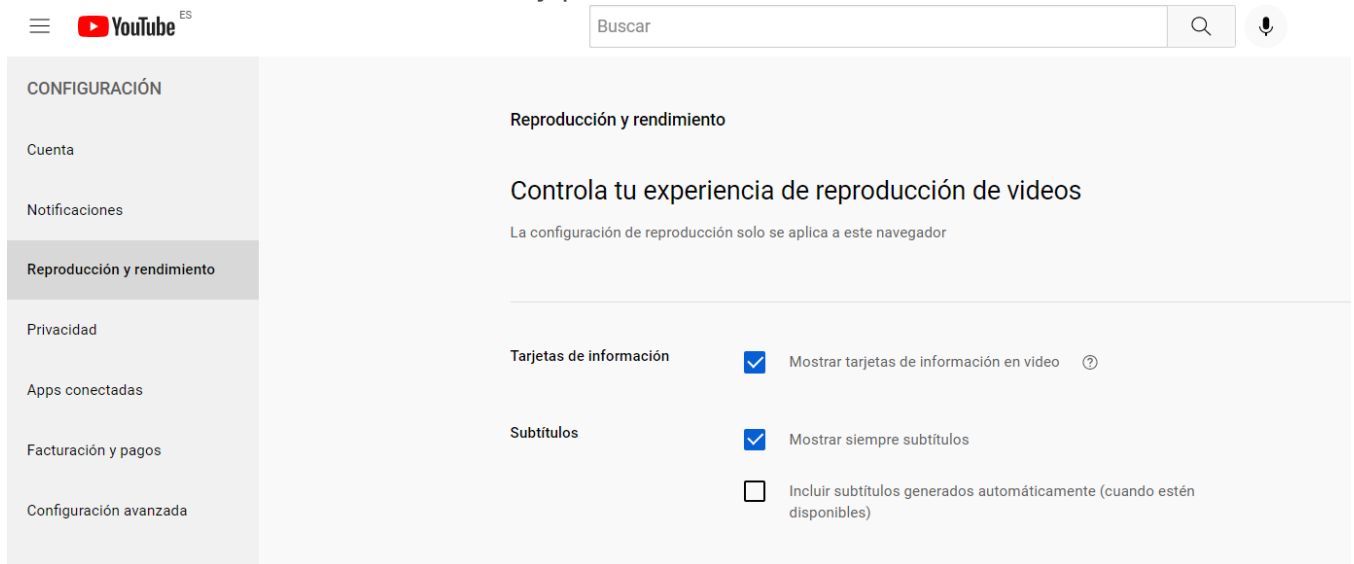 YouTube ES
Buscar
CONFIGURACIÓN
Cuenta
Notificaciones
Reproducción y rendimiento
Privacidad
Apps conectadas
Facturación y pagos
Configuración avanzada
Reproducción y rendimiento
Controla tu experiencia de reproducción de videos
La configuración de reproducción solo se aplica a este navegador
Tarjetas de información
Mostrar tarjetas de información en video
Subtítulos
Mostrar siempre subtítulos
Incluir subtítulos generados automáticamente (cuando estén
disponibles)